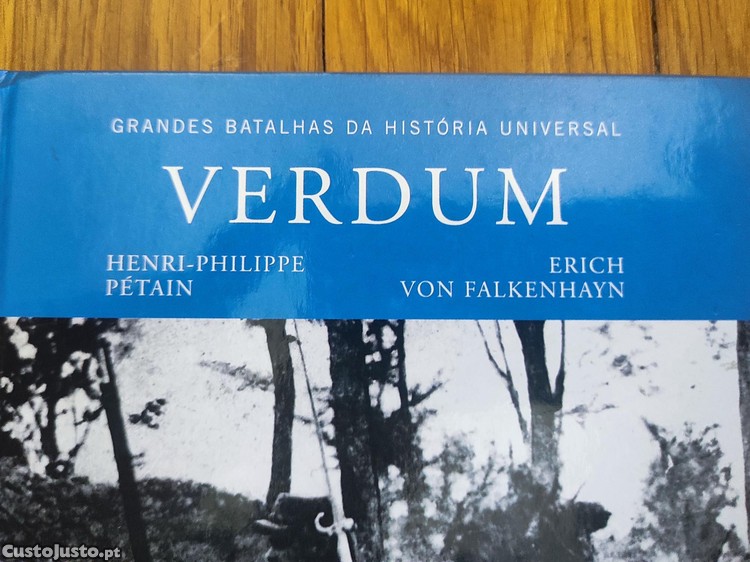 GRANDES BATALHAS DA HISTÓRIA UNIVERSAL
VERDUM
HENRI-PHILIPPE
PÉTAIN
ERICH
VON FALKENHAYN
CustoJusto.pt